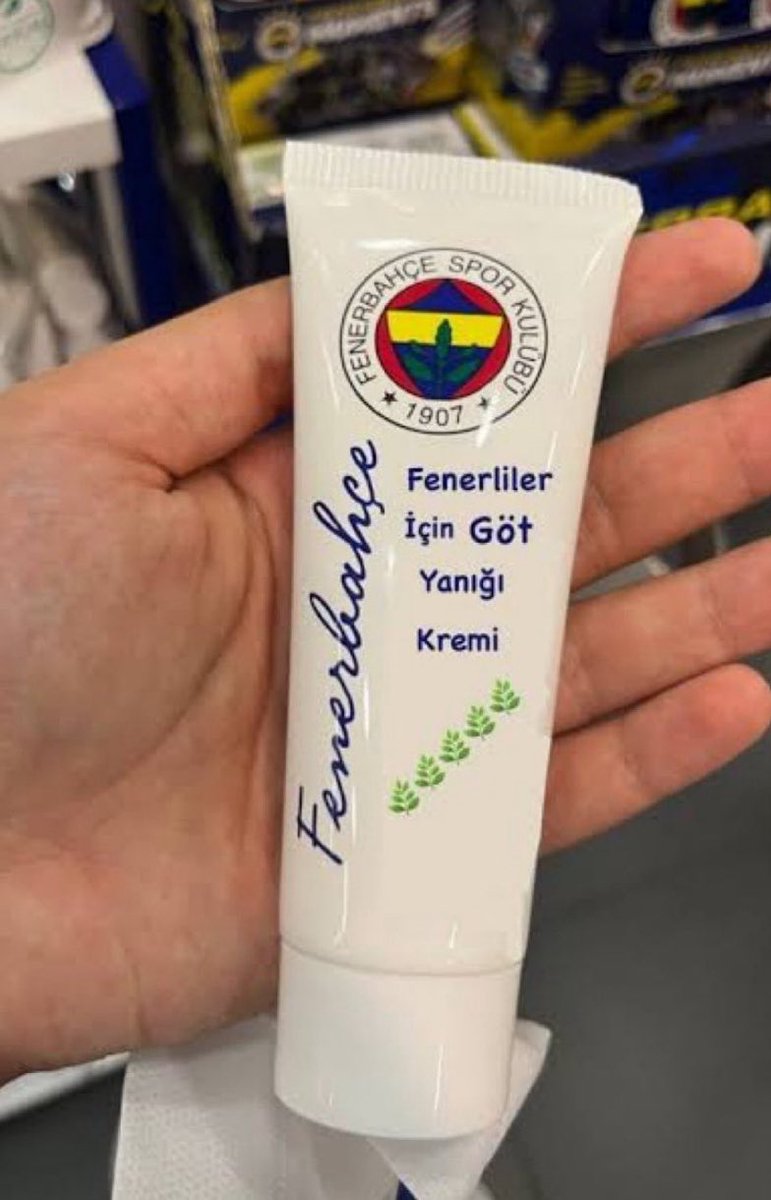 FENERBAHÇE SPOR KULÜBÜ
★ 1907 ★
Fenerbahçe
Fenerliler
İçin Göt
Yanığı
Kremi